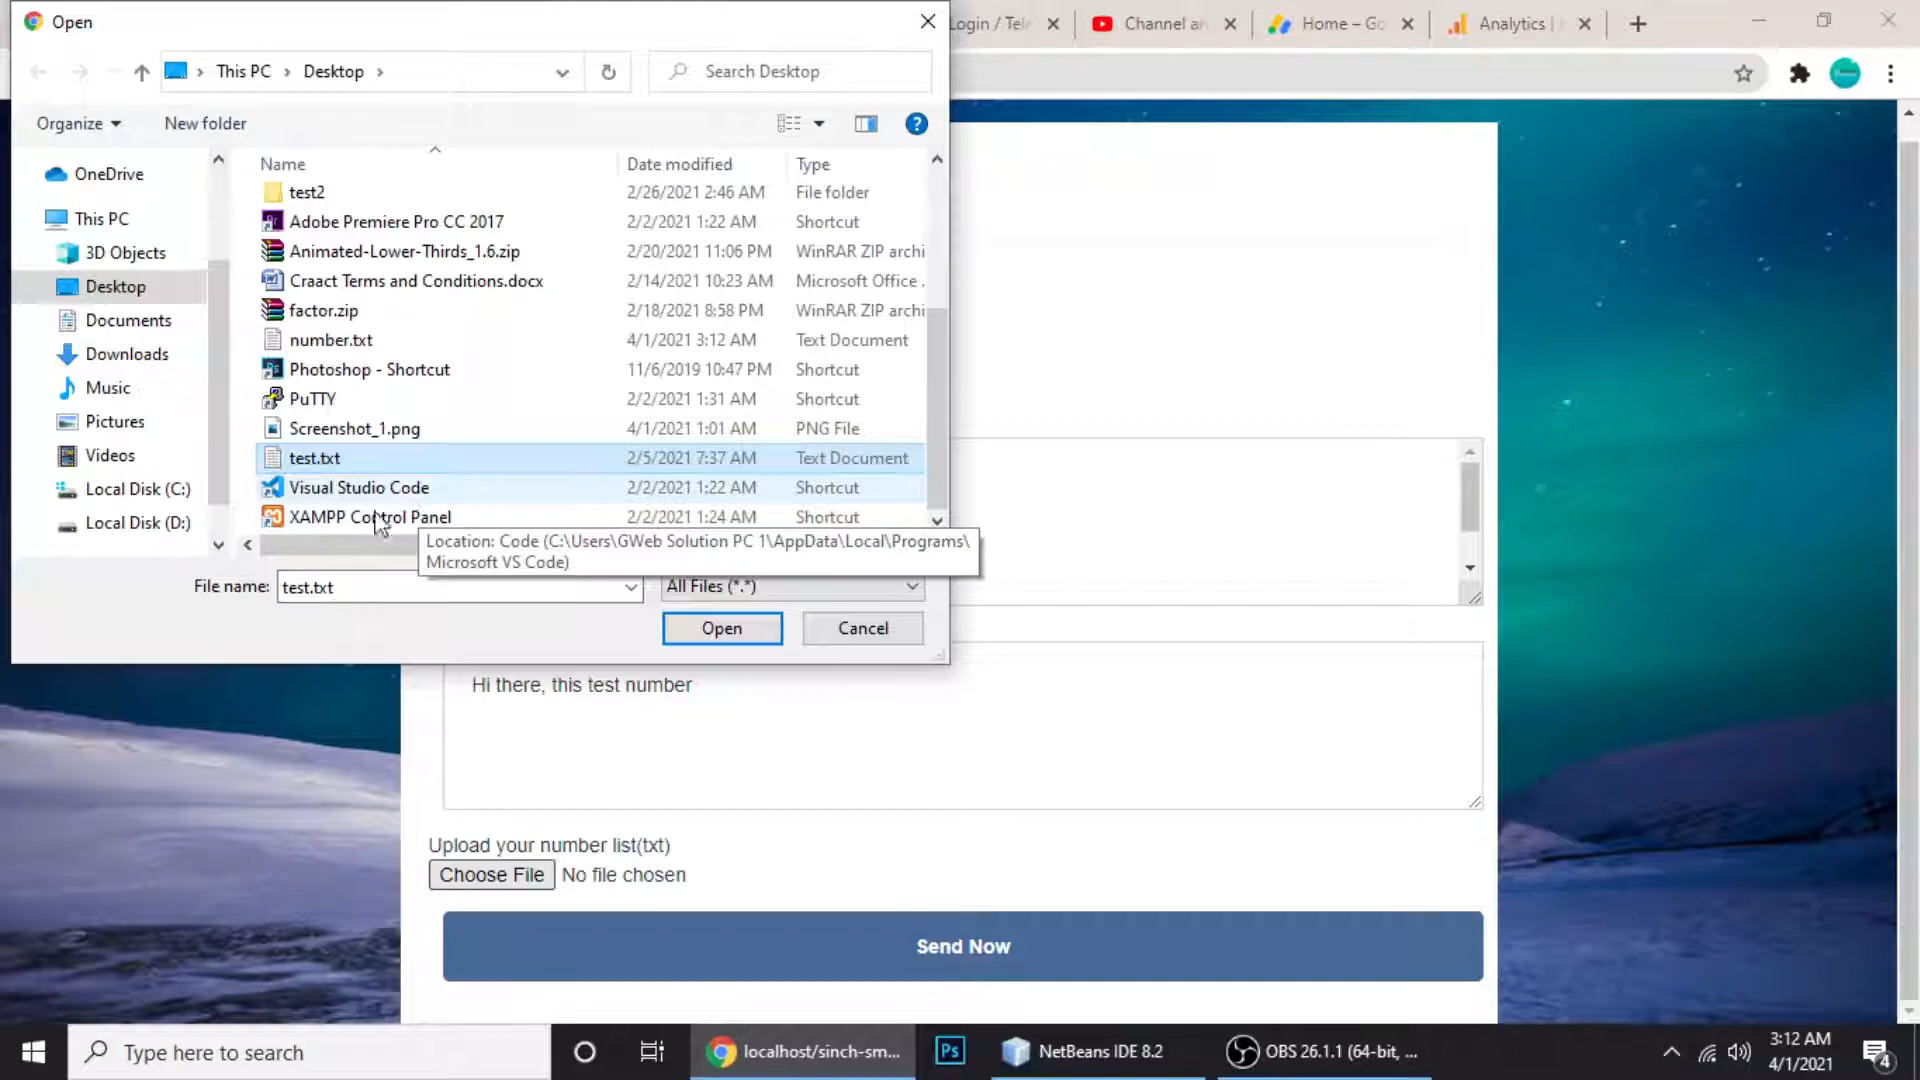 Open
Login / Tele
Channel an
Home – Go
Analytics |
This PC
Desktop
Search Desktop
Organize
New folder
Name
Date modified
Type
OneDrive
This PC
3D Objects
Desktop
Documents
Downloads
Music
Pictures
Videos
Local Disk (C:)
Local Disk (D:)
test2 2/26/2021 2:46 AM File folder
Adobe Premiere Pro CC 2017 2/2/2021 1:22 AM Shortcut
Animated-Lower-Thirds_1.6.zip 2/20/2021 11:06 PM WinRAR ZIP archi
Craact Terms and Conditions.docx 2/14/2021 10:23 AM Microsoft Office .
factor.zip 2/18/2021 8:58 PM WinRAR ZIP archi
number.txt 4/1/2021 3:12 AM Text Document
Photoshop - Shortcut 11/6/2019 10:47 PM Shortcut
PuTTY 2/2/2021 1:31 AM Shortcut
Screenshot_1.png 4/1/2021 1:01 AM PNG File
test.txt 2/5/2021 7:37 AM Text Document
Visual Studio Code 2/2/2021 1:22 AM Shortcut
XAMPP Control Panel 2/2/2021 1:24 AM Shortcut
Location: Code (C:\Users\GWeb Solution PC 1\AppData\Local\Programs\
Microsoft VS Code)
File name: test.txt
All Files (*.*)
Open
Cancel
Hi there, this test number
Upload your number list(txt)
Choose File No file chosen
Send Now
Type here to search
localhost/sinch-sm...
Ps
NetBeans IDE 8.2
OBS 26.1.1 (64-bit, ...
3:12 AM
4/1/2021
4